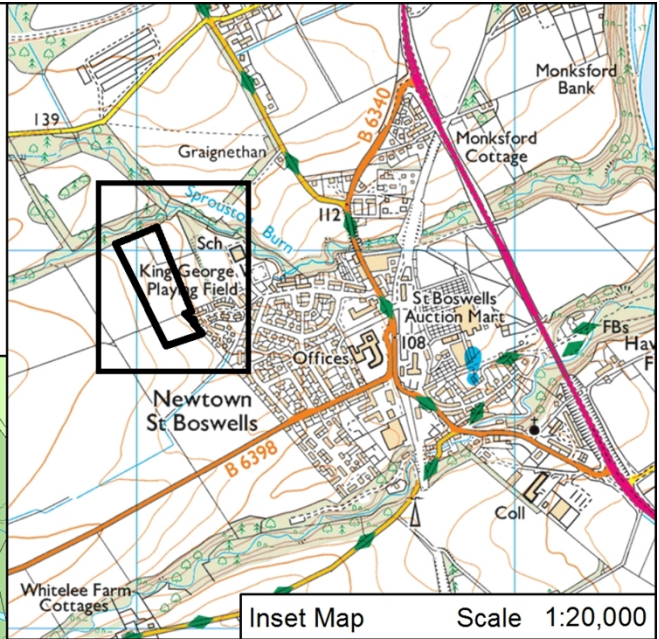 Monksford
Bank
B 6340
139
Monksford
Cottage
Graignethan
Sprouston Burn
112
Sch
King George V
Playing Field
St Boswells
Auction Mart
FBs
Offices
108
Newtown
St Boswells
B 6398
Coll
Whitelee Farm
Cottages
Inset Map Scale 1:20,000